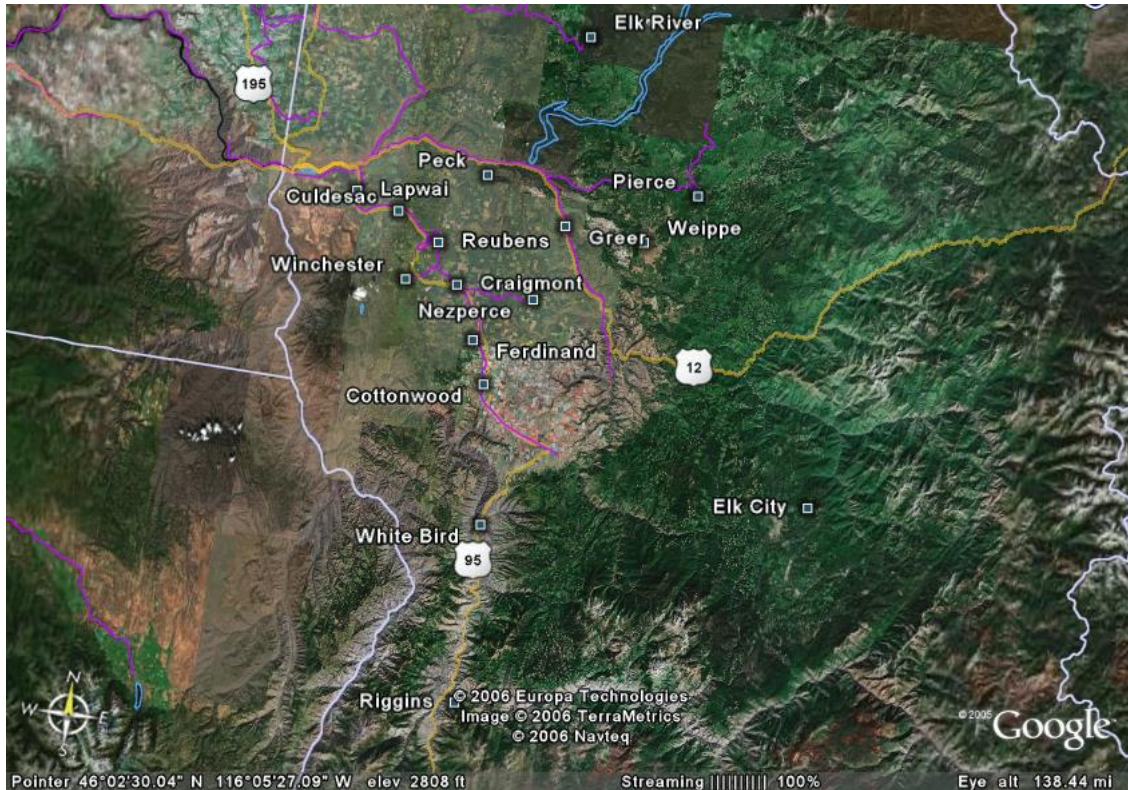 Elk River
195
Peck
Pierce
Culdesac Lapwai
Weippe
Reubens
Greer
Winchester
Craigmont
Nezperce
Ferdinand
12
Cottonwood
Elk City
White Bird
95
Riggins
© 2006 Europa Technologies
Image © 2006 TerraMetrics
© 2006 Navteq
© 2005 Google
N
W
E
S
Pointer 46°02'30.04" N 116°05'27.09" W elev 2808 ft
Streaming |||||||||| 100%
Eye alt 138.44 mi